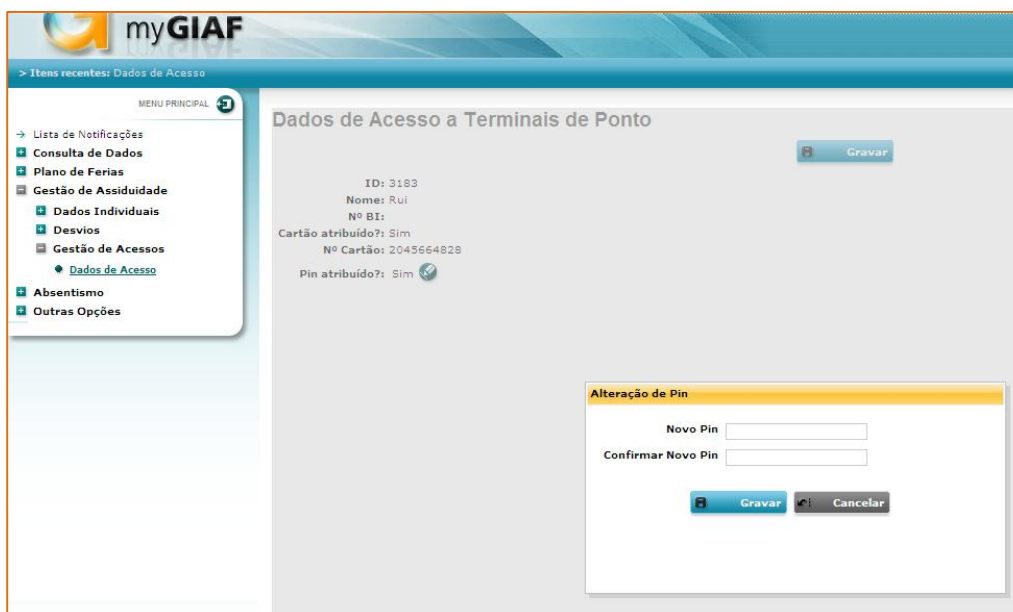 myGIAF
> Itens recentes: Dados de Acesso
MENU PRINCIPAL
Lista de Notificações
Consulta de Dados
Plano de Ferias
Gestão de Assiduidade
Dados Individuais
Desvios
Gestão de Acessos
Dados de Acesso
Absentismo
Outras Opções
Dados de Acesso a Terminais de Ponto
Gravar
ID: 3183
Nome: Rui
Nº BI:
Cartão atribuído?: Sim
Nº Cartão: 2045664828
Pin atribuído?: Sim
Alteração de Pin
Novo Pin
Confirmar Novo Pin
Gravar Cancelar